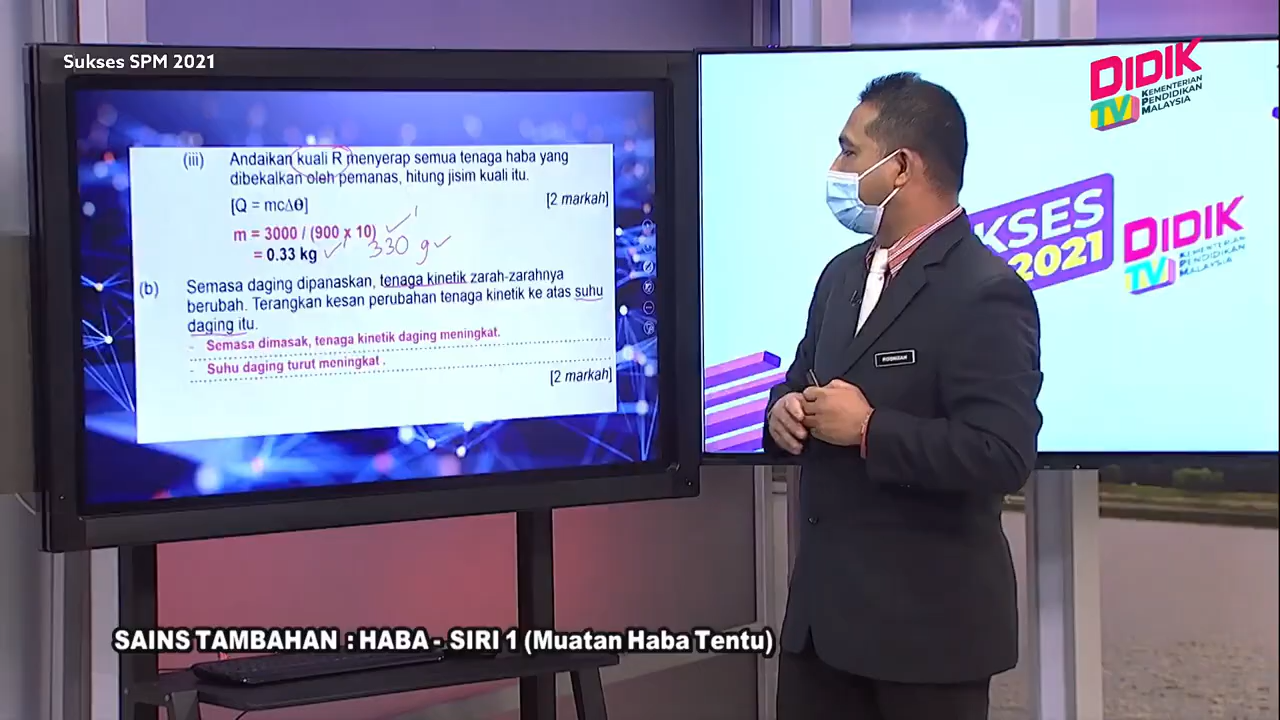 Sukses SPM 2021
(iii) Andaikan kuali R menyerap semua tenaga haba yang
dibekalkan oleh pemanas, hitung jisim kuali itu.
[Q = mcΔθ]
[2 markah]
m = 3000 / (900 x 10)
= 0.33 kg
330 g
(b) Semasa daging dipanaskan, tenaga kinetik zarah-zarahnya
berubah. Terangkan kesan perubahan tenaga kinetik ke atas suhu
daging itu.
- Semasa dimasak, tenaga kinetik daging meningkat.
- Suhu daging turut meningkat .
[2 markah]
DIDIK
TV KEMENTERIAN
PENDIDIKAN
MALAYSIA
KSES
2021
DIDIK
TV KEMENTERIAN
PENDIDIKAN
MALAYSIA
SAINS TAMBAHAN : HABA - SIRI 1 (Muatan Haba Tentu)